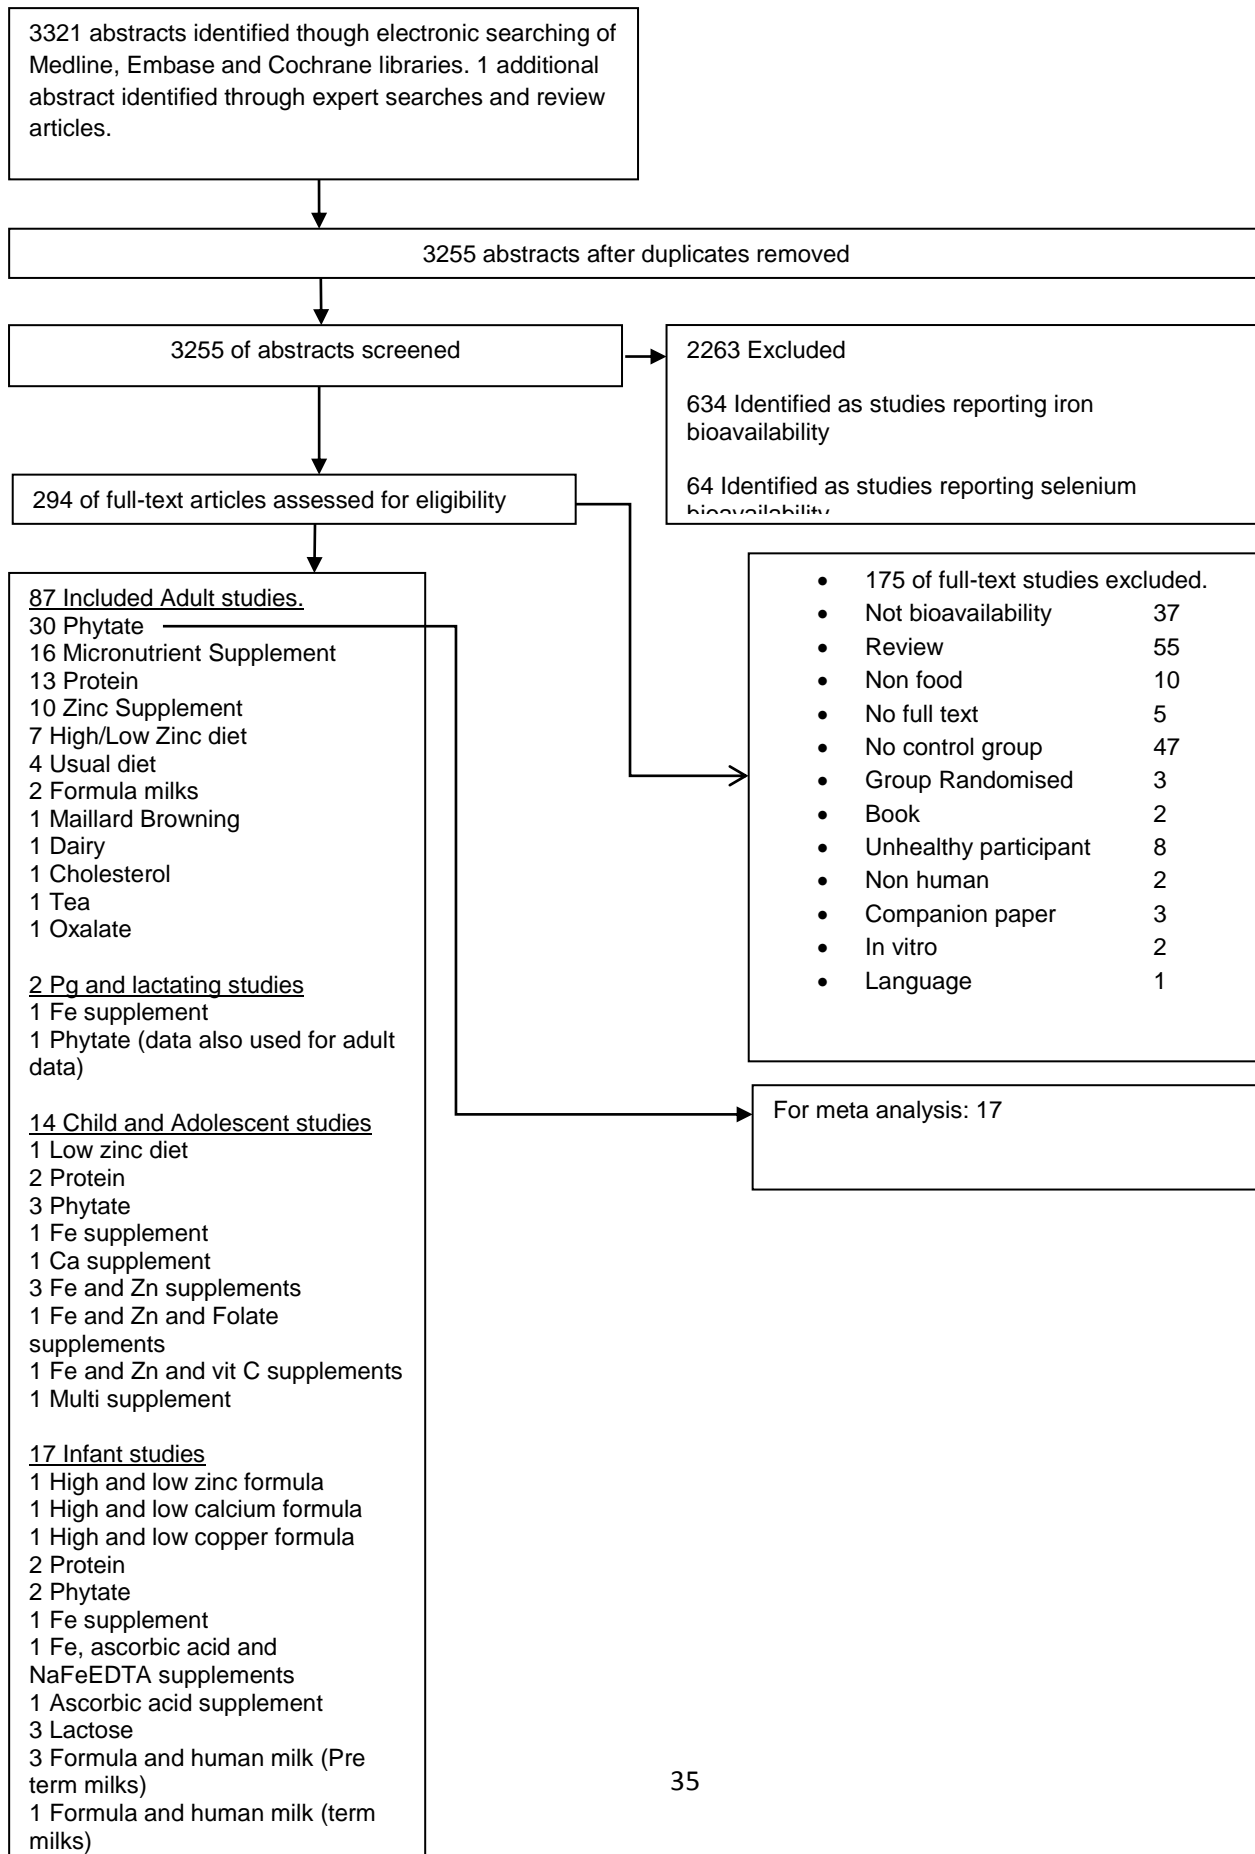 3321 abstracts identified though electronic searching of
Medline, Embase and Cochrane libraries. 1 additional
abstract identified through expert searches and review
articles.
3255 abstracts after duplicates removed
3255 of abstracts screened
2263 Excluded
634 Identified as studies reporting iron
bioavailability
64 Identified as studies reporting selenium
bioavailability
294 of full-text articles assessed for eligibility
• 175 of full-text studies excluded.
• Not bioavailability 37
• Review 55
• Non food 10
• No full text 5
• No control group 47
• Group Randomised 3
• Book 2
• Unhealthy participant 8
• Non human 2
• Companion paper 3
• In vitro 2
• Language 1
87 Included Adult studies.
30 Phytate
16 Micronutrient Supplement
13 Protein
10 Zinc Supplement
7 High/Low Zinc diet
4 Usual diet
2 Formula milks
1 Maillard Browning
1 Dairy
1 Cholesterol
1 Tea
1 Oxalate
2 Pg and lactating studies
1 Fe supplement
1 Phytate (data also used for adult
data)
14 Child and Adolescent studies
1 Low zinc diet
2 Protein
3 Phytate
1 Fe supplement
1 Ca supplement
3 Fe and Zn supplements
1 Fe and Zn and Folate
supplements
1 Fe and Zn and vit C supplements
1 Multi supplement
17 Infant studies
1 High and low zinc formula
1 High and low calcium formula
1 High and low copper formula
2 Protein
2 Phytate
1 Fe supplement
1 Fe, ascorbic acid and
NaFeEDTA supplements
1 Ascorbic acid supplement
3 Lactose
3 Formula and human milk (Pre
term milks)
1 Formula and human milk (term
milks)
For meta analysis: 17
35